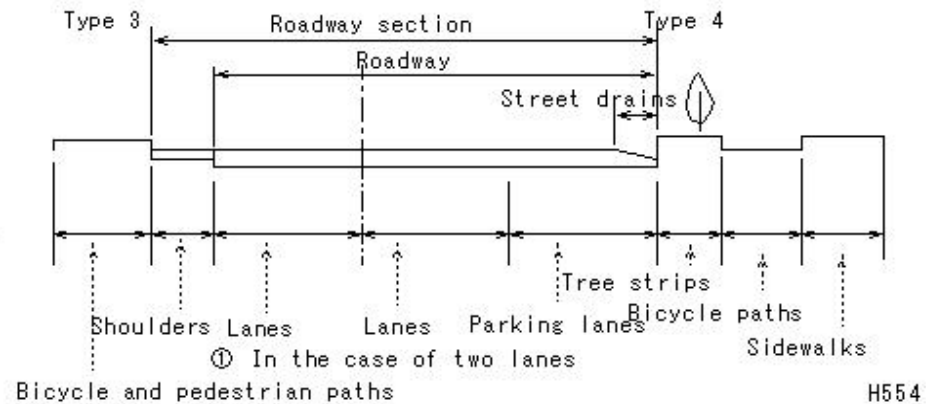 Type 3 Roadway section Type 4
Roadway
Street drains
Tree strips
Bicycle paths
Shoulders Lanes Lanes Parking lanes
Sidewalks
① In the case of two lanes
Bicycle and pedestrian paths H554